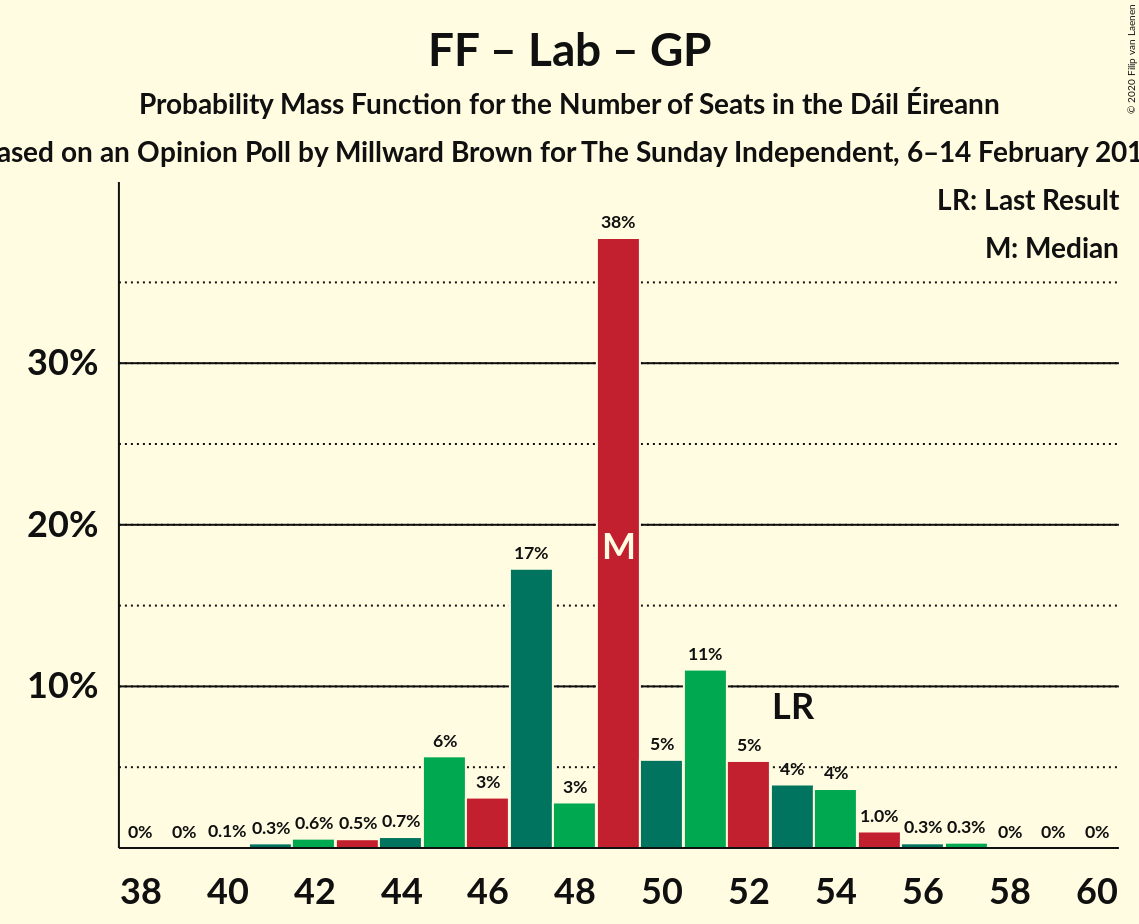 FF – Lab – GP
Probability Mass Function for the Number of Seats in the Dáil Éireann
on an Opinion Poll by Millward Brown for The Sunday Independent, 6–14 February
© 2020 Filip van Laenen
LR: Last Result
M: Median
38%
30%
20%
M
17%
11%
10%
LR
6%
5%
5%
4%
4%
3%
3%
0% 0% 0.1% 0.3% 0.6% 0.5% 0.7% 1.0% 0.3% 0.3% 0% 0% 0%
38 40 42 44 46 48 50 52 54 56 58 60